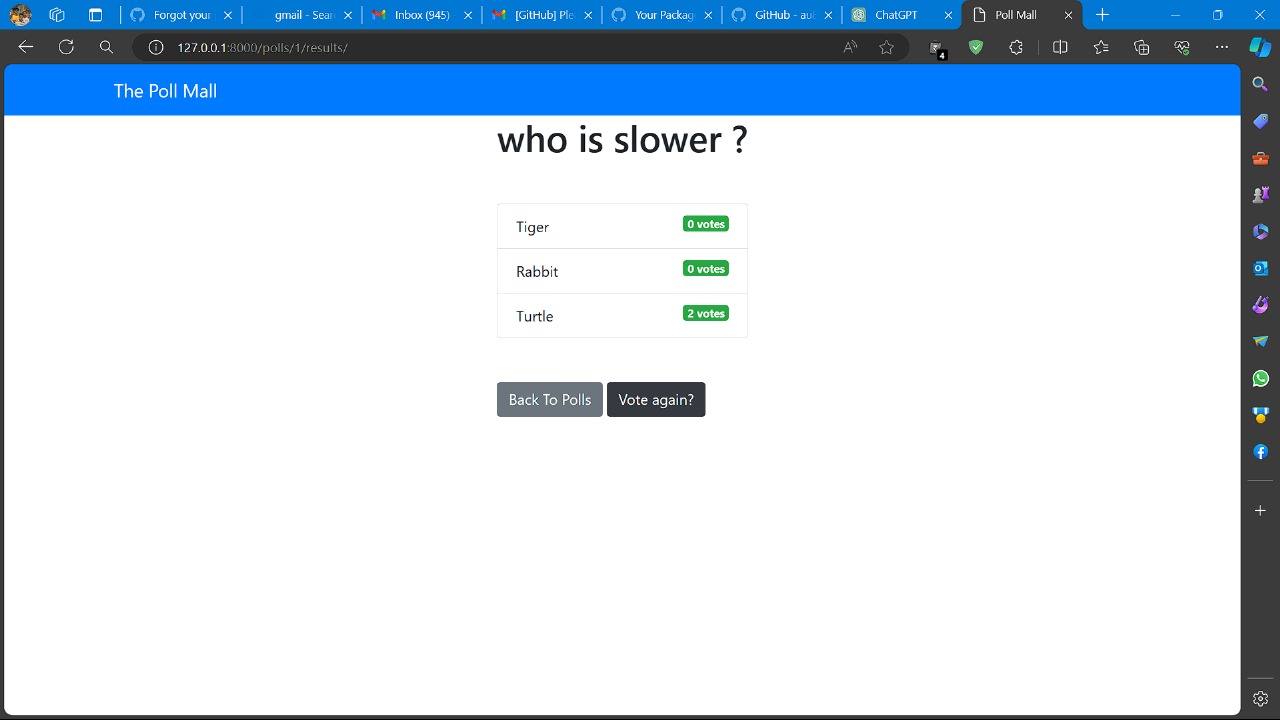 Forgot your
gmail - Sear
Inbox (945)
[GitHub] Ple
Your Packag
GitHub - au
ChatGPT
Poll Mall
127.0.0.1:8000/polls/1/results/
4
The Poll Mall
who is slower ?
Tiger 0 votes
Rabbit 0 votes
Turtle 2 votes
Back To Polls Vote again?